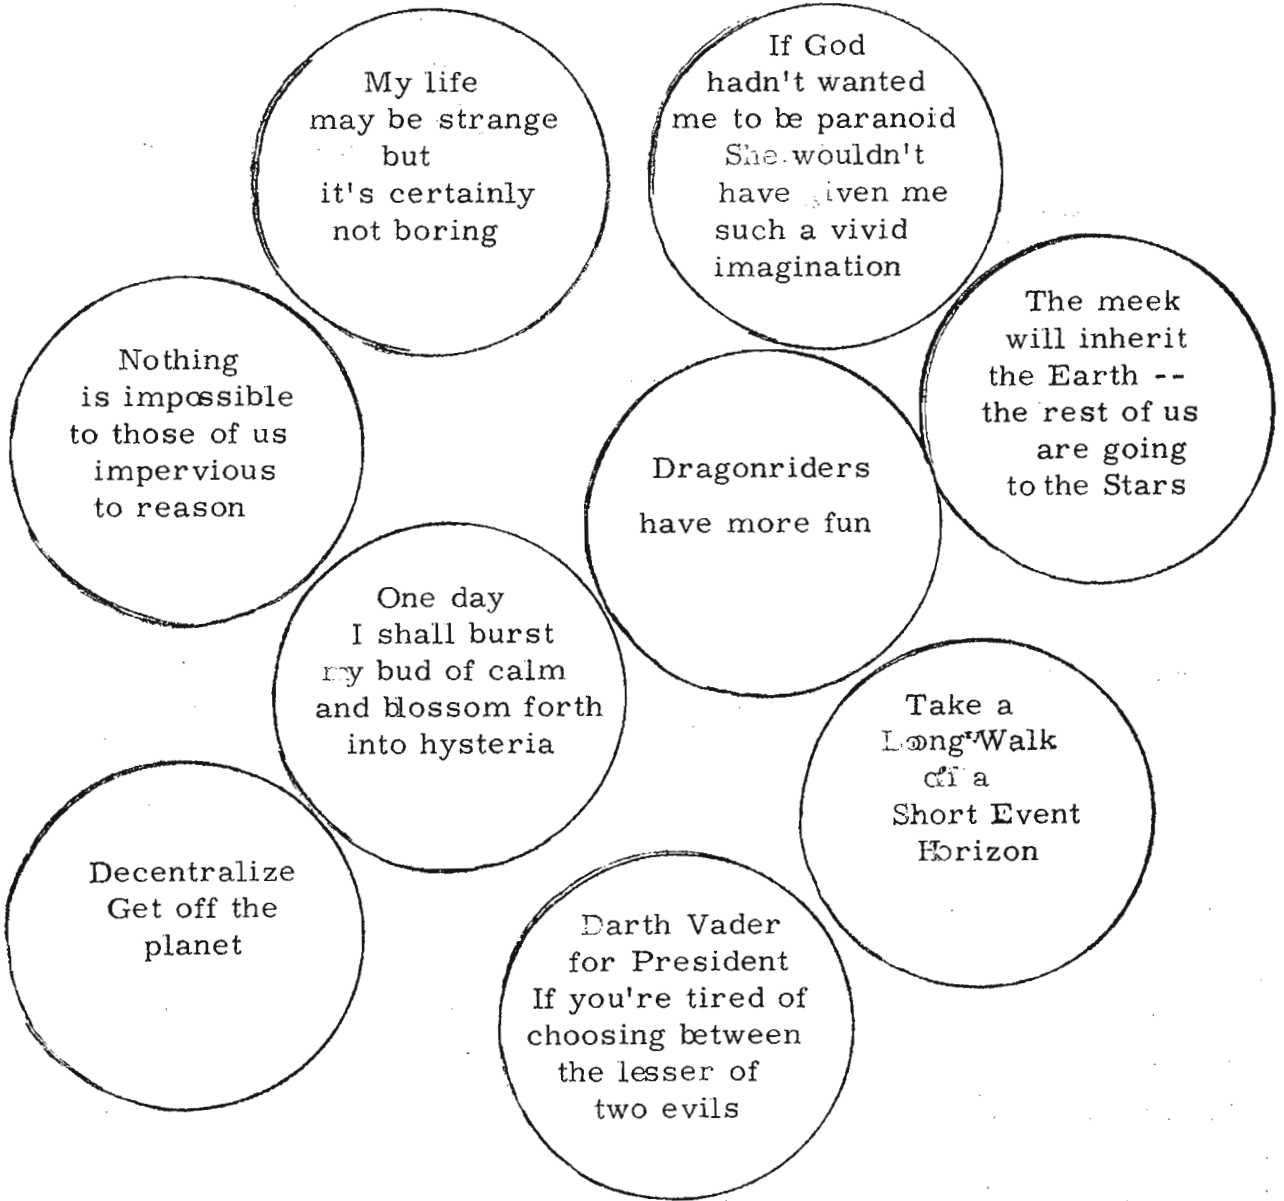 My life
may be strange
but
it's certainly
not boring
If God
hadn't wanted
me to be paranoid
She wouldn't
have given me
such a vivid
imagination
The meek
will inherit
the Earth --
the rest of us
are going
to the Stars
Nothing
is impossible
to those of us
impervious
to reason
Dragonriders
have more fun
One day
I shall burst
my bud of calm
and blossom forth
into hysteria
Take a
Long Walk
off a
Short Event
Horizon
Decentralize
Get off the
planet
Darth Vader
for President
If you're tired of
choosing between
the lesser of
two evils